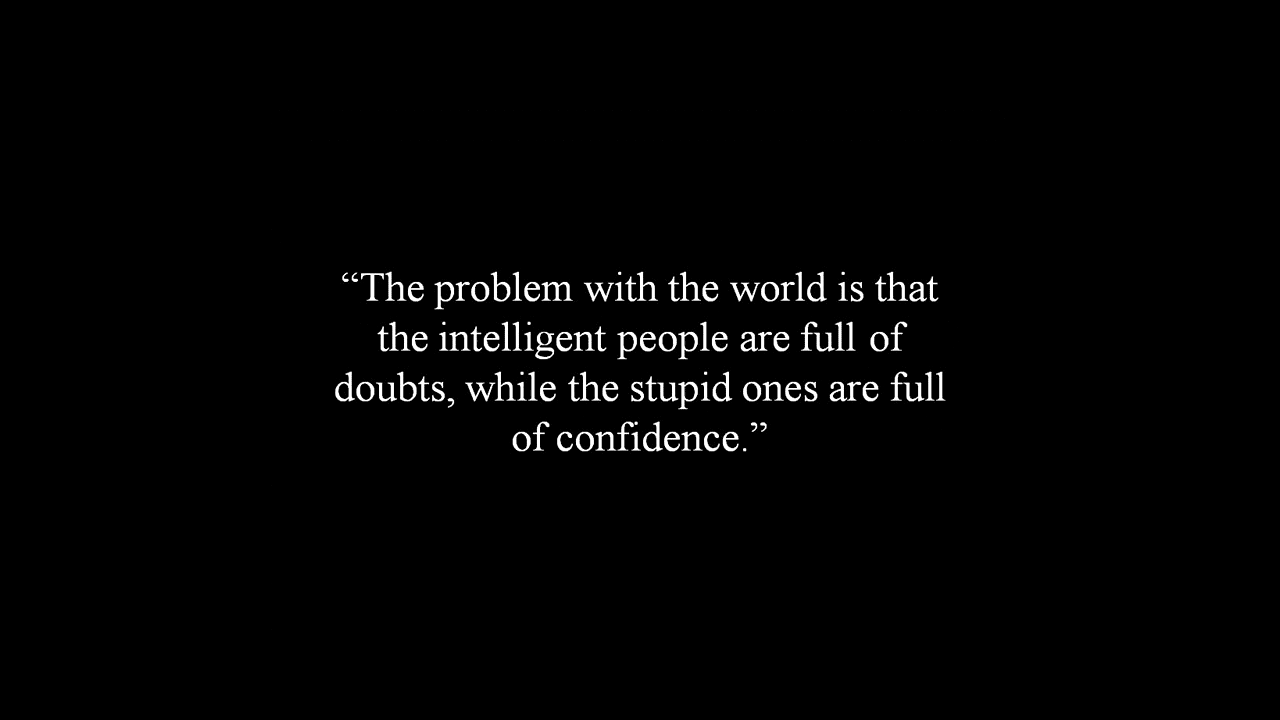 “The problem with the world is that
the intelligent people are full of
doubts, while the stupid ones are full
of confidence.”